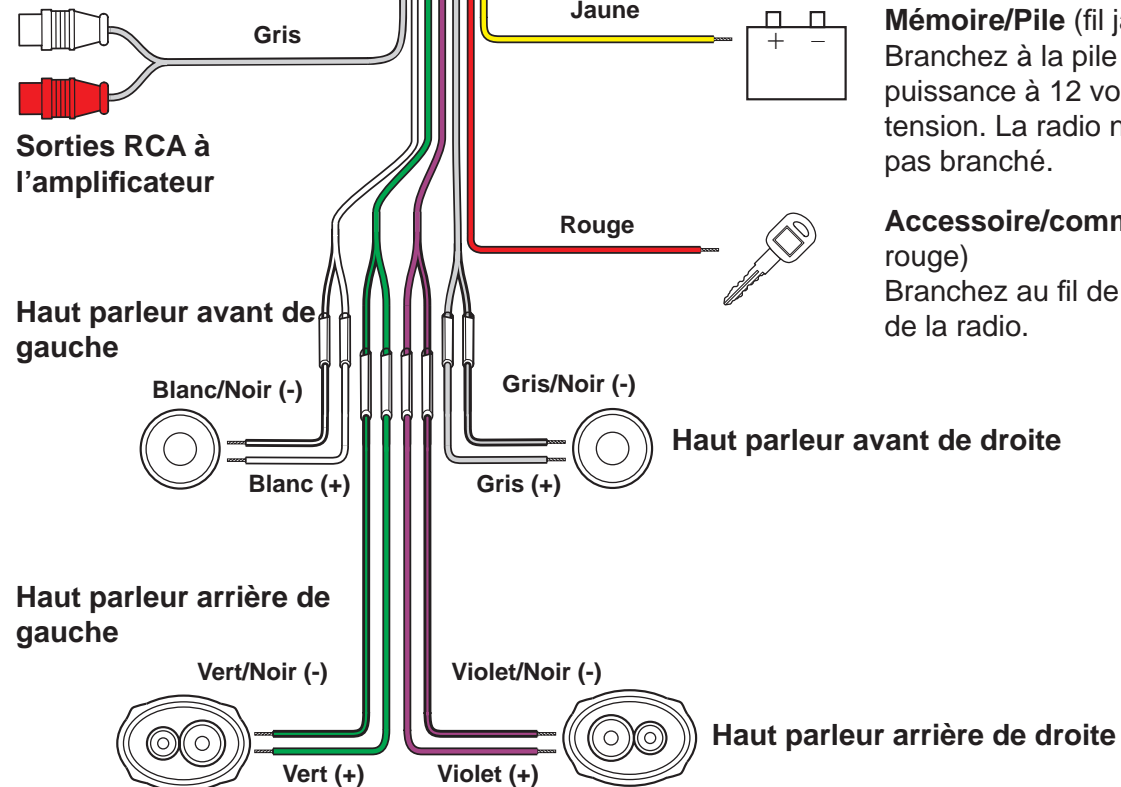 Jaune
Gris
Sorties RCA à
l’amplificateur
Mémoire/Pile (fil
Branchez à la pile
puissance à 12
tension. La radio
pas branché.
+ −
Rouge
rouge)
Branchez au fil de
de la radio.
Haut parleur avant de
gauche
Blanc/Noir (-)
Blanc (+)
Gris/Noir (-)
Gris (+)
Haut parleur avant de droite
Haut parleur arrière de
gauche
Vert/Noir (-)
Vert (+)
Violet/Noir (-)
Violet (+)
Haut parleur arrière de droite